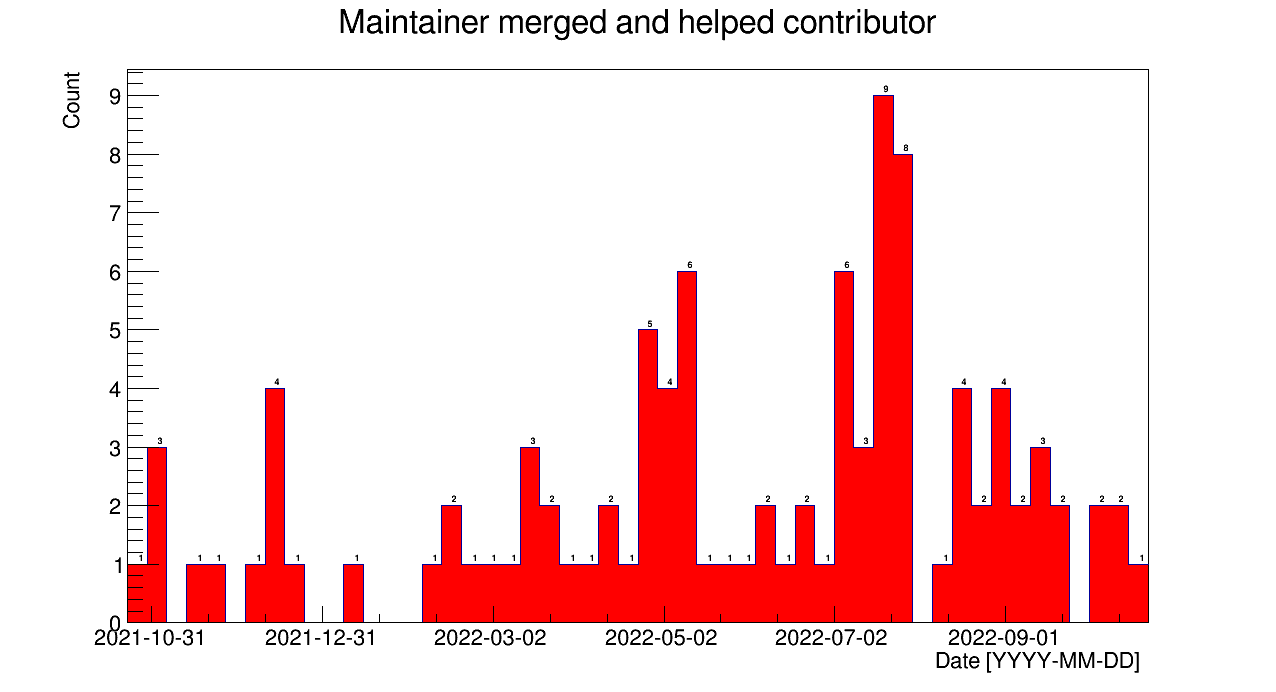 Maintainer merged and helped contributor
Count
9
8
7
6
5
4
3
2
1
0
1 3 1 1 1 4 1 1 1 2 1 1 1 3 2 1 1 2 1 5 4 6 1 1 1 2 1 2 1 6 3 9 8 1 4 2 4 2 3 2 2 2 1
2021-10-31 2021-12-31 2022-03-02 2022-05-02 2022-07-02 2022-09-01
Date [YYYY-MM-DD]